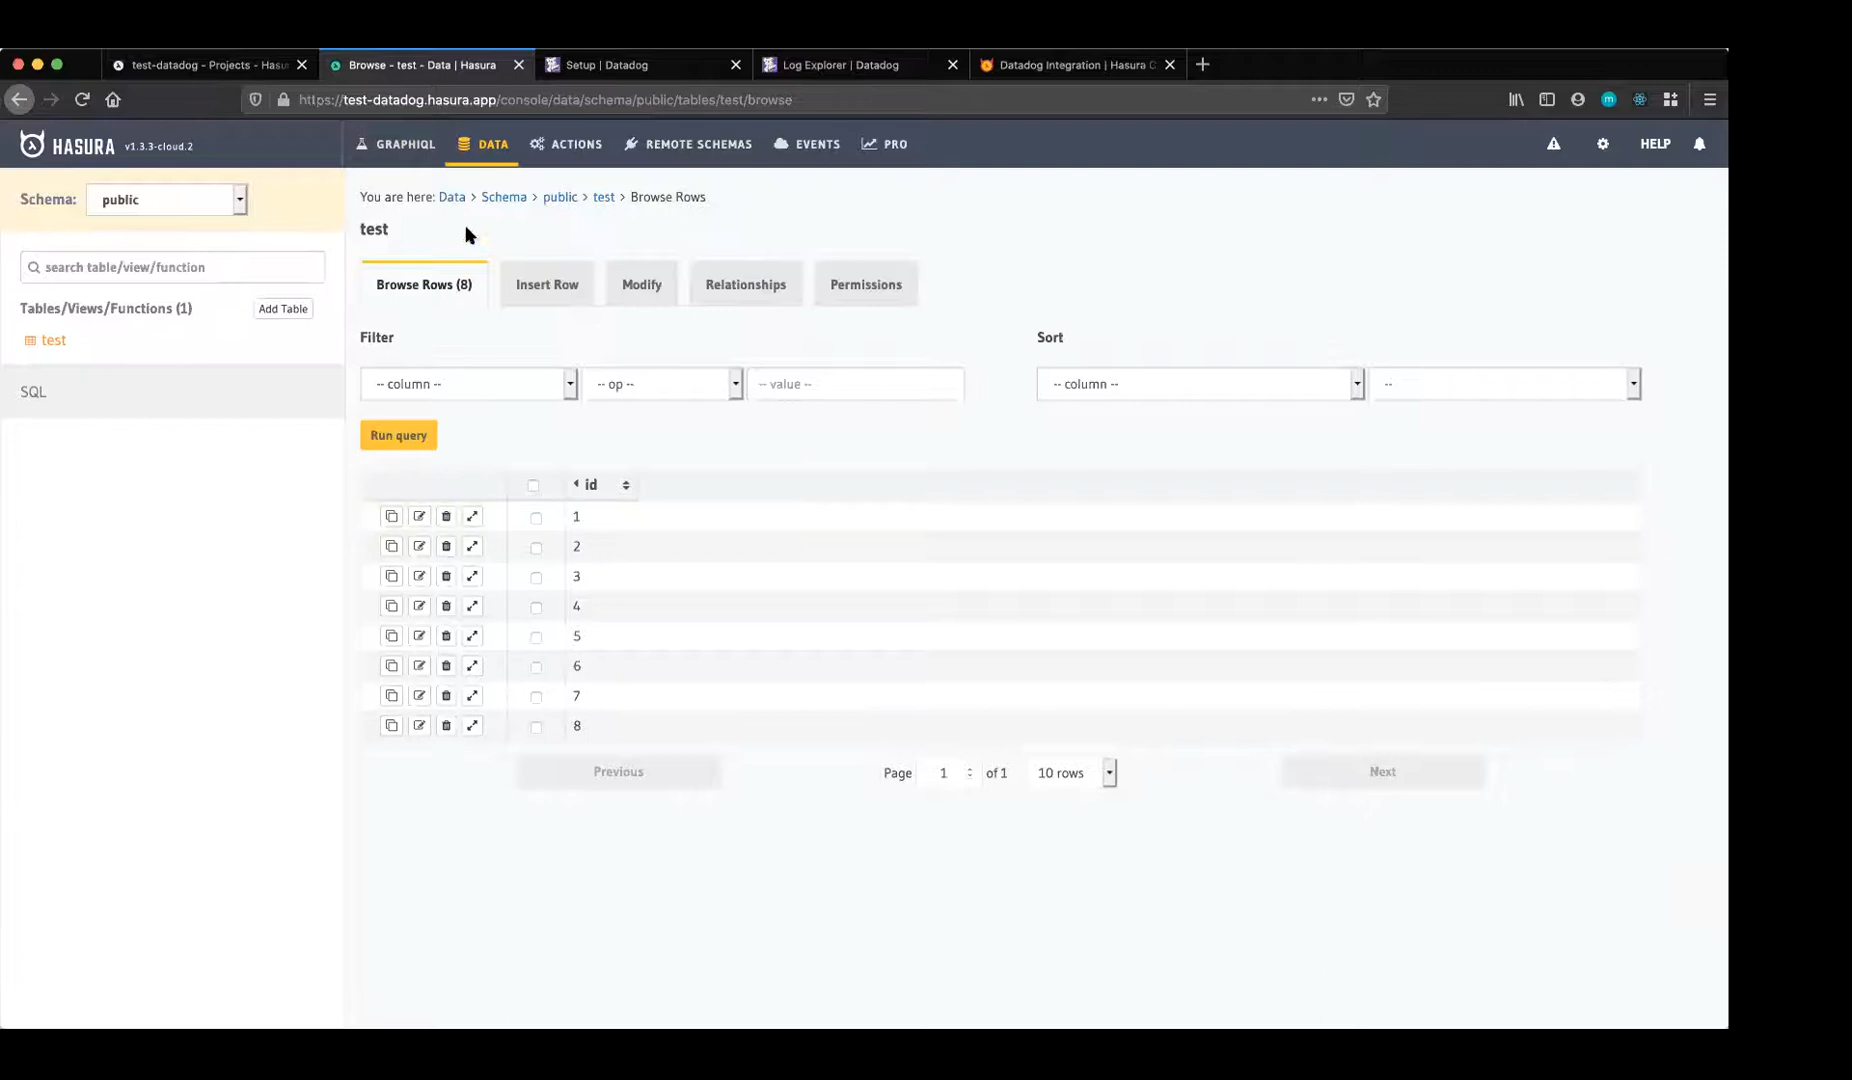 test-datadog - Projects - Hasu
Browse - test - Data | Hasura
Setup | Datadog
Log Explorer | Datadog
Datadog Integration | Hasura C
https://test-datadog.hasura.app/console/data/schema/public/tables/test/browse
m
HASURA v1.3.3-cloud.2
GRAPHIQL
DATA
ACTIONS
REMOTE SCHEMAS
EVENTS
PRO
HELP
Schema: public
You are here: Data > Schema > public > test > Browse Rows
test
search table/view/function
Tables/Views/Functions (1)
Add Table
test
SQL
Browse Rows (8)
Insert Row
Modify
Relationships
Permissions
Filter
Sort
-- column --
-- op --
-- value --
-- column --
--
Run query
id
1
2
3
4
5
6
7
8
Previous
Page 1 of 1
10 rows
Next